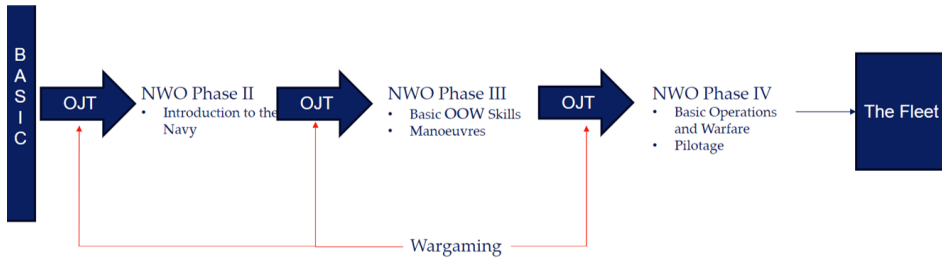 BASIC
OJT
NWO Phase II
• Introduction to the
Navy
OJT
NWO Phase III
• Basic OOW Skills
• Manoeuvres
OJT
NWO Phase IV
• Basic Operations
and Warfare
• Pilotage
The Fleet
Wargaming